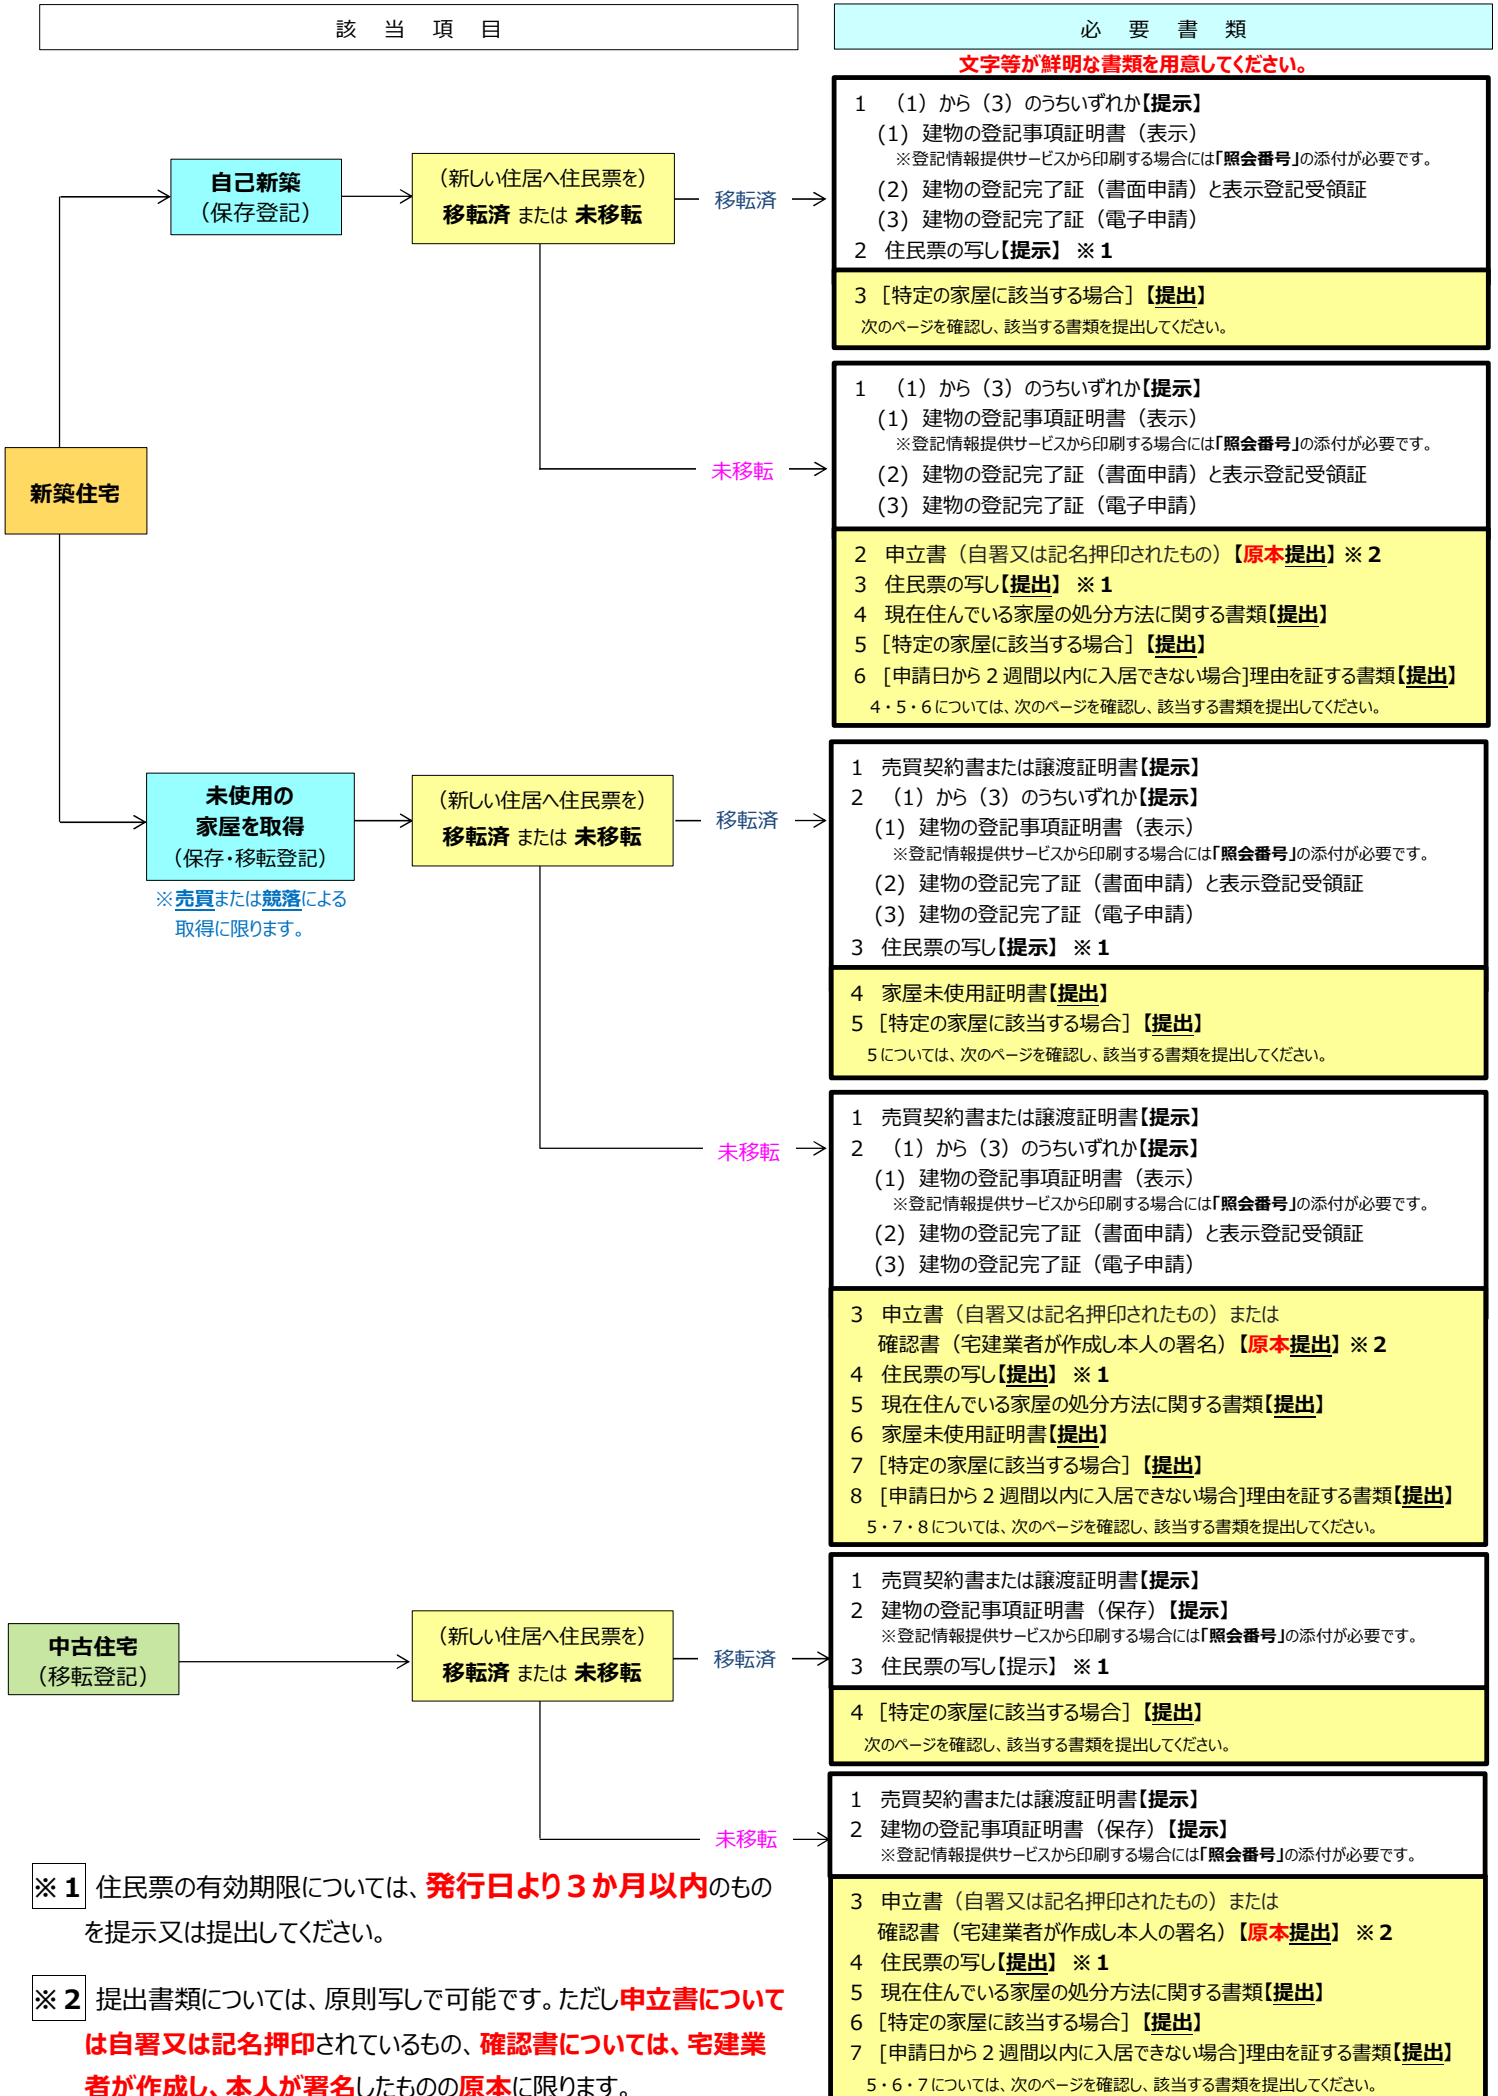 該　当　項　目
必　要　書　類
文字等が鮮明な書類を用意してください。
新築住宅
自己新築
（保存登記）
（新しい住居へ住民票を）
移転済 または 未移転
移転済
1　（1）から（3）のうちいずれか【提示】
(1) 建物の登記事項証明書（表示）
※登記情報提供サービスから印刷する場合には「照会番号」の添付が必要です。
(2) 建物の登記完了証（書面申請）と表示登記受領証
(3) 建物の登記完了証（電子申請）
2　住民票の写し【提示】 ※１
3 ［特定の家屋に該当する場合］【提出】
次のページを確認し、該当する書類を提出してください。
未移転
1　（1）から（3）のうちいずれか【提示】
(1) 建物の登記事項証明書（表示）
※登記情報提供サービスから印刷する場合には「照会番号」の添付が必要です。
(2) 建物の登記完了証（書面申請）と表示登記受領証
(3) 建物の登記完了証（電子申請）
2　申立書（自署又は記名押印されたもの）【原本提出】※２
3　住民票の写し【提出】 ※１
4　現在住んでいる家屋の処分方法に関する書類【提出】
5 ［特定の家屋に該当する場合］【提出】
6　[申請日から２週間以内に入居できない場合]理由を証する書類【提出】
4・5・6については、次のページを確認し、該当する書類を提出してください。
未使用の
家屋を取得
（保存・移転登記）
※売買または競落による
取得に限ります。
（新しい住居へ住民票を）
移転済 または 未移転
移転済
1　売買契約書または譲渡証明書【提示】
2　（1）から（3）のうちいずれか【提示】
(1) 建物の登記事項証明書（表示）
※登記情報提供サービスから印刷する場合には「照会番号」の添付が必要です。
(2) 建物の登記完了証（書面申請）と表示登記受領証
(3) 建物の登記完了証（電子申請）
3　住民票の写し【提示】 ※１
4　家屋未使用証明書【提出】
5 ［特定の家屋に該当する場合］【提出】
5については、次のページを確認し、該当する書類を提出してください。
未移転
1　売買契約書または譲渡証明書【提示】
2　（1）から（3）のうちいずれか【提示】
(1) 建物の登記事項証明書（表示）
※登記情報提供サービスから印刷する場合には「照会番号」の添付が必要です。
(2) 建物の登記完了証（書面申請）と表示登記受領証
(3) 建物の登記完了証（電子申請）
3　申立書（自署又は記名押印されたもの）または
確認書（宅建業者が作成し本人の署名）【原本提出】※２
4　住民票の写し【提出】 ※１
5　現在住んでいる家屋の処分方法に関する書類【提出】
6　家屋未使用証明書【提出】
7 ［特定の家屋に該当する場合］【提出】
8　[申請日から２週間以内に入居できない場合]理由を証する書類【提出】
5・7・8については、次のページを確認し、該当する書類を提出してください。
中古住宅
（移転登記）
（新しい住居へ住民票を）
移転済 または 未移転
移転済
1　売買契約書または譲渡証明書【提示】
2　建物の登記事項証明書（保存）【提示】
※登記情報提供サービスから印刷する場合には「照会番号」の添付が必要です。
3　住民票の写し【提示】 ※１
4 ［特定の家屋に該当する場合］【提出】
次のページを確認し、該当する書類を提出してください。
未移転
1　売買契約書または譲渡証明書【提示】
2　建物の登記事項証明書（保存）【提示】
※登記情報提供サービスから印刷する場合には「照会番号」の添付が必要です。
3　申立書（自署又は記名押印されたもの）または
確認書（宅建業者が作成し本人の署名）【原本提出】 ※２
4　住民票の写し【提出】 ※１
5　現在住んでいる家屋の処分方法に関する書類【提出】
6 ［特定の家屋に該当する場合］【提出】
7　[申請日から２週間以内に入居できない場合]理由を証する書類【提出】
5・6・7については、次のページを確認し、該当する書類を提出してください。
※１ 住民票の有効期限については、発行日より３か月以内のもの
を提示又は提出してください。
※２ 提出書類については、原則写しで可能です。ただし申立書について
は自署又は記名押印されているもの、確認書については、宅建業
者が作成し、本人が署名したものの原本に限ります。